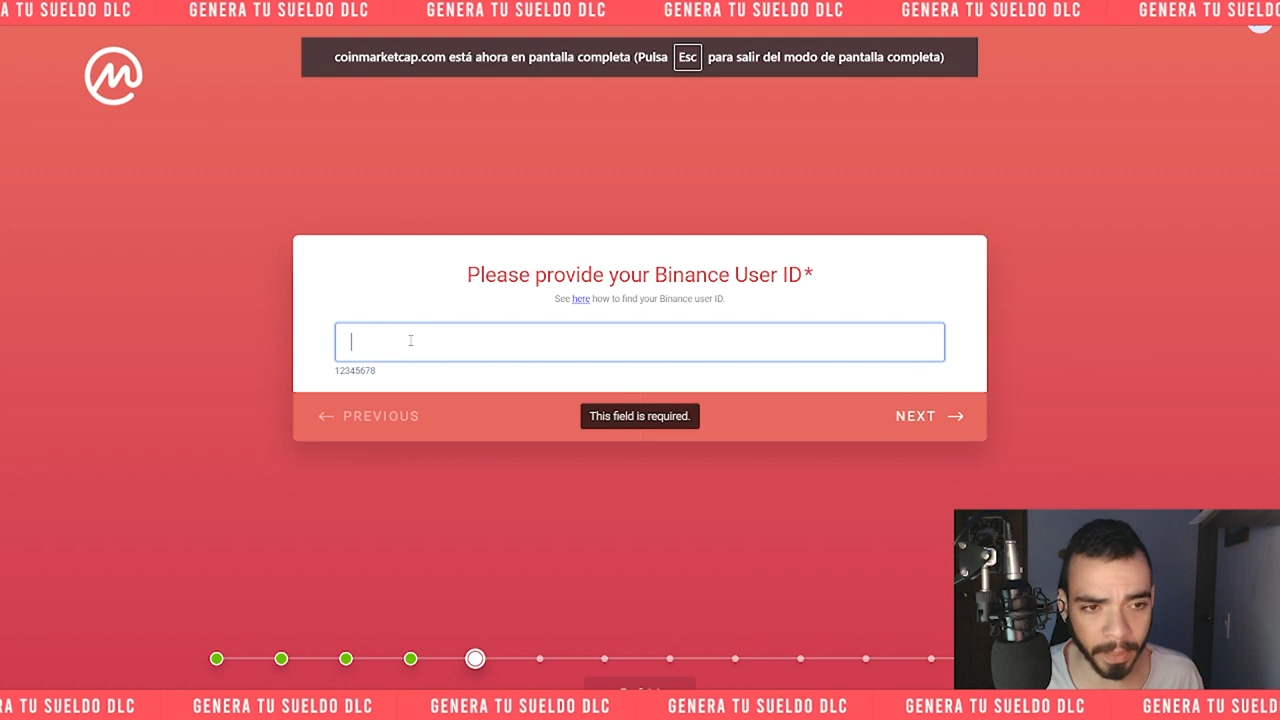 A TU SUELDO DLC GENERA TU SUELDO DLC GENERA TU SUELDO DLC GENERA TU SUELDO DLC GENERA TU SUELDO DLC GENERA TU SUELDO
coinmarketcap.com está ahora en pantalla completa (Pulsa Esc para salir del modo de pantalla completa)
Please provide your Binance User ID*
See here how to find your Binance user ID.
12345678
← PREVIOUS
This field is required.
NEXT →
RA TU SUELDO DLC GENERA TU SUELDO DLC GENERA TU SUELDO DLC GENERA TU SUELDO DLC GENERA TU SUELDO DLC GENERA TU SUELD